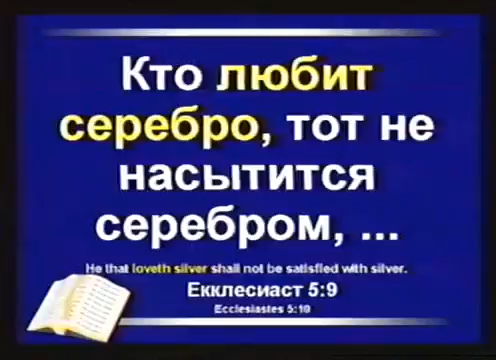 Кто любит
серебро, тот не
насытится
серебром, ...
He that loveth silver shall not be satisfied with silver.
Екклесиаст 5:9
Ecclesiastes 5:10